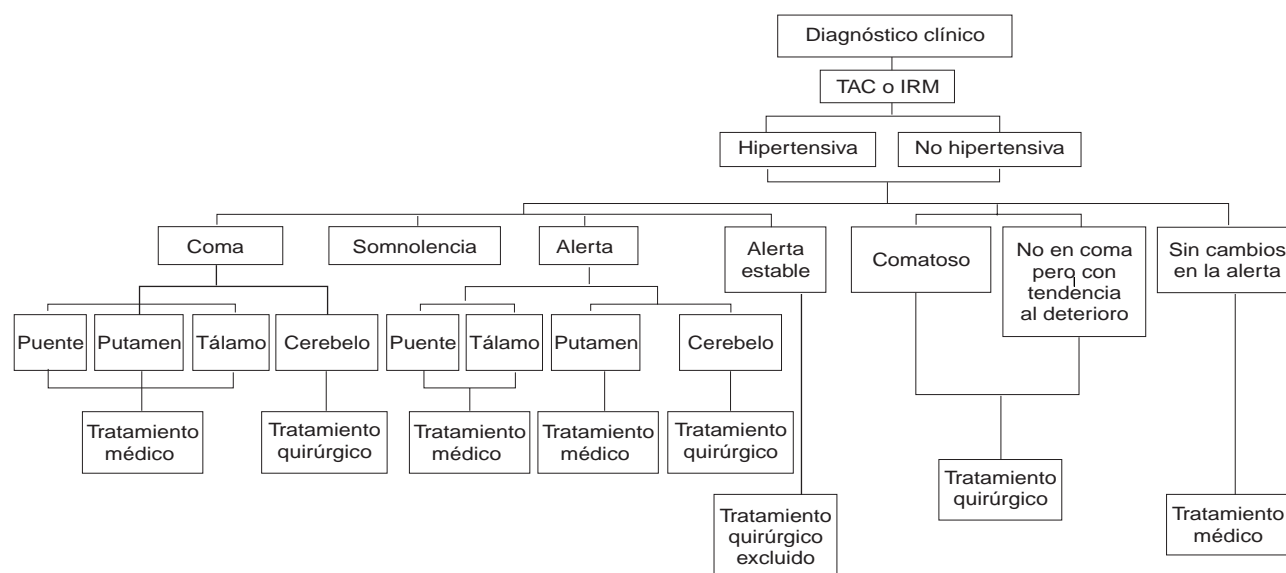 Diagnóstico clínico
TAC o IRM
Hipertensiva
No hipertensiva
Coma
Somnolencia
Alerta
Alerta
estable
Comatoso
No en coma
pero con
tendencia
al deterioro
Sin cambios
en la alerta
Puente
Putamen
Tálamo
Cerebelo
Puente
Tálamo
Putamen
Cerebelo
Tratamiento
médico
Tratamiento
quirúrgico
Tratamiento
médico
Tratamiento
médico
Tratamiento
quirúrgico
Tratamiento
quirúrgico
excluido
Tratamiento
quirúrgico
Tratamiento
médico